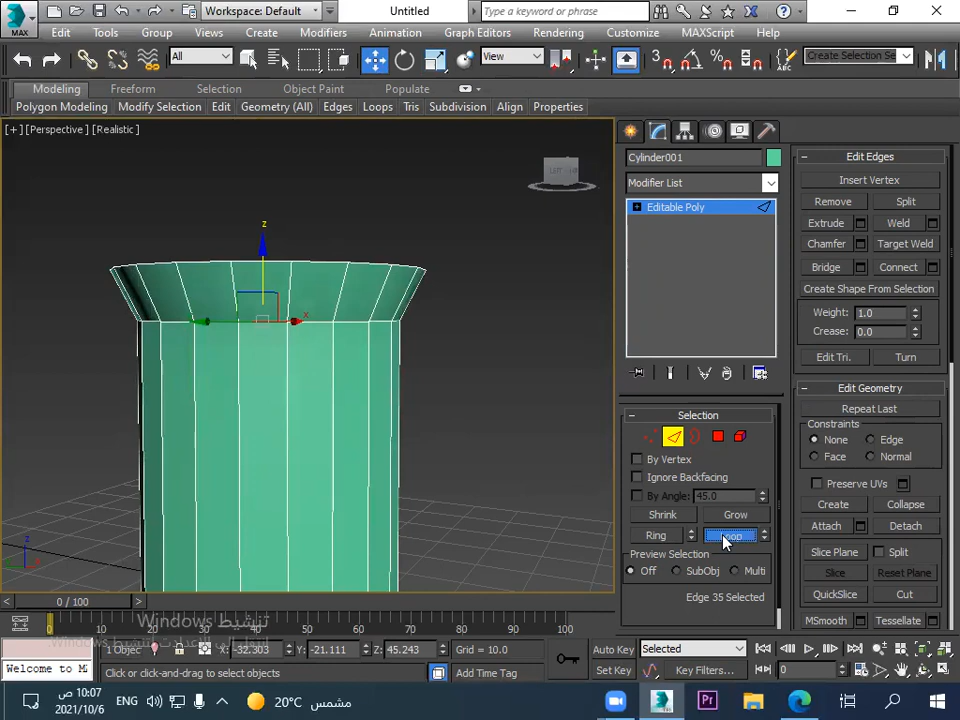 MAX
Workspace: Default
Untitled
Type a keyword or phrase
Edit Tools Group Views Create Modifiers Animation Graph Editors Rendering Customize MAXScript Help
All View 3 % Create Selection Se
Modeling Freeform Selection Object Paint Populate
Polygon Modeling Modify Selection Edit Geometry (All) Edges Loops Tris Subdivision Align Properties
[+] [Perspective] [Realistic]
z
x
z
Cylinder001
Modifier List
Editable Poly
Selection
By Vertex
Ignore Backfacing
By Angle: 45.0
Shrink Grow
Ring Loop
Preview Selection
Off SubObj Multi
Edge 35 Selected
Edit Edges
Insert Vertex
Remove Split
Extrude Weld
Chamfer Target Weld
Bridge Connect
Create Shape From Selection
Weight: 1.0
Crease: 0.0
Edit Tri. Turn
Edit Geometry
Repeat Last
Constraints
None Edge
Face Normal
Preserve UVs
Create Collapse
Attach Detach
Slice Plane Split
Slice Reset Plane
QuickSlice Cut
MSmooth Tessellate
< 0 / 100 >
0 10 20 30 40 50 60 70 80 90 100
تنشيط Windows
Windows.
1 Objec X: -32.303 Y: -21.111 Z: 45.243 Grid = 10.0
Auto Key Selected
Welcome to M
Click or click-and-drag to select objects
Add Time Tag
Set Key Key Filters...
0
10:07 ص
2021/10/6
ENG
20°C مشمس
Pr